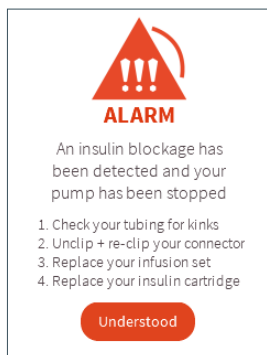 !!!
ALARM
An insulin blockage has
been detected and your
pump has been stopped
1. Check your tubing for kinks
2. Unclip + re-clip your connector
3. Replace your infusion set
4. Replace your insulin cartridge
Understood